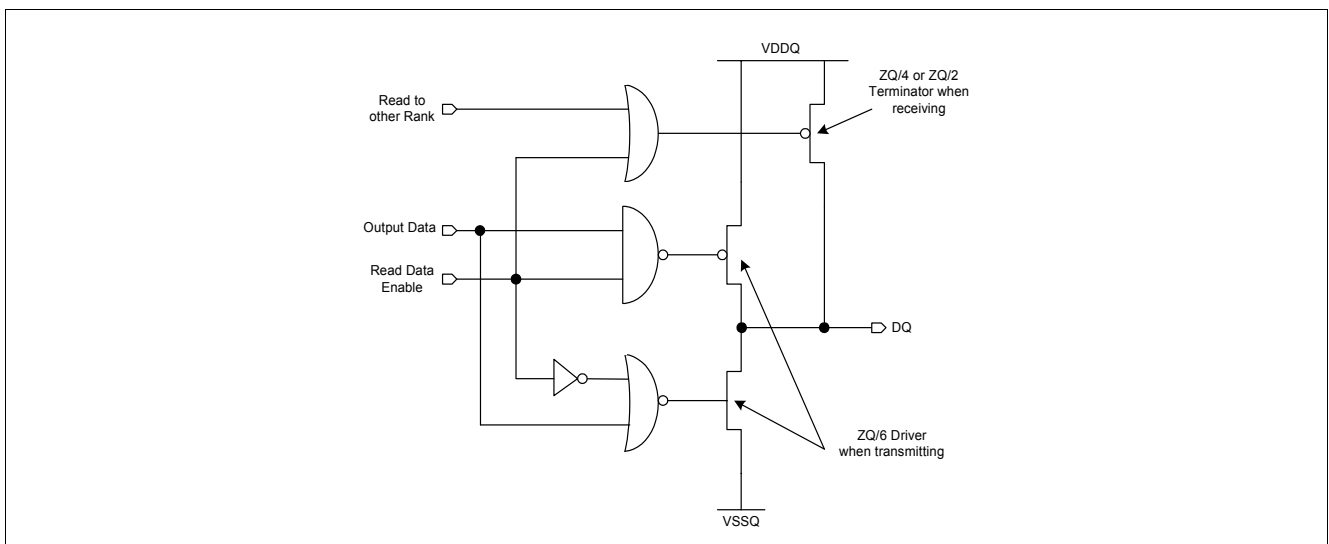 VDDQ
ZQ/4 or ZQ/2
Terminator when
receiving
Read to
other Rank
Output Data
Read Data
Enable
DQ
ZQ/6 Driver
when transmitting
VSSQ